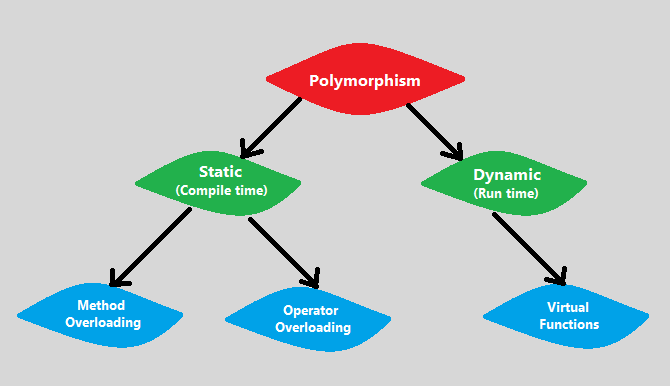 Polymorphism
Static
(Compile time)
Dynamic
(Run time)
Method
Overloading
Operator
Overloading
Virtual
Functions